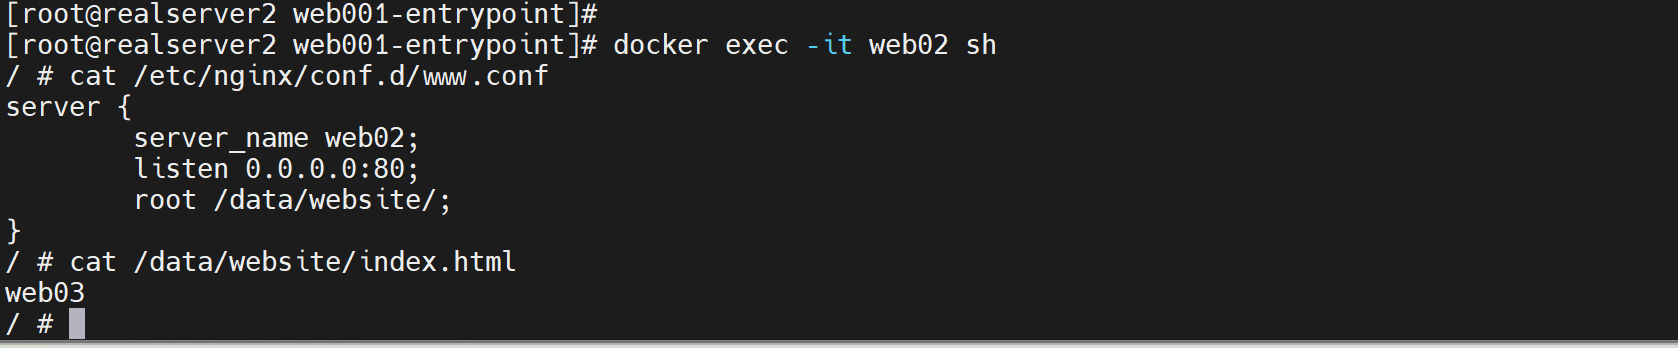 [root@realserver2 web001-entrypoint]#
[root@realserver2 web001-entrypoint]# docker exec -it web02 sh
/ # cat /etc/nginx/conf.d/www.conf
server {
        server_name web02;
        listen 0.0.0.0:80;
        root /data/website/;
}
/ # cat /data/website/index.html
web03
/ #